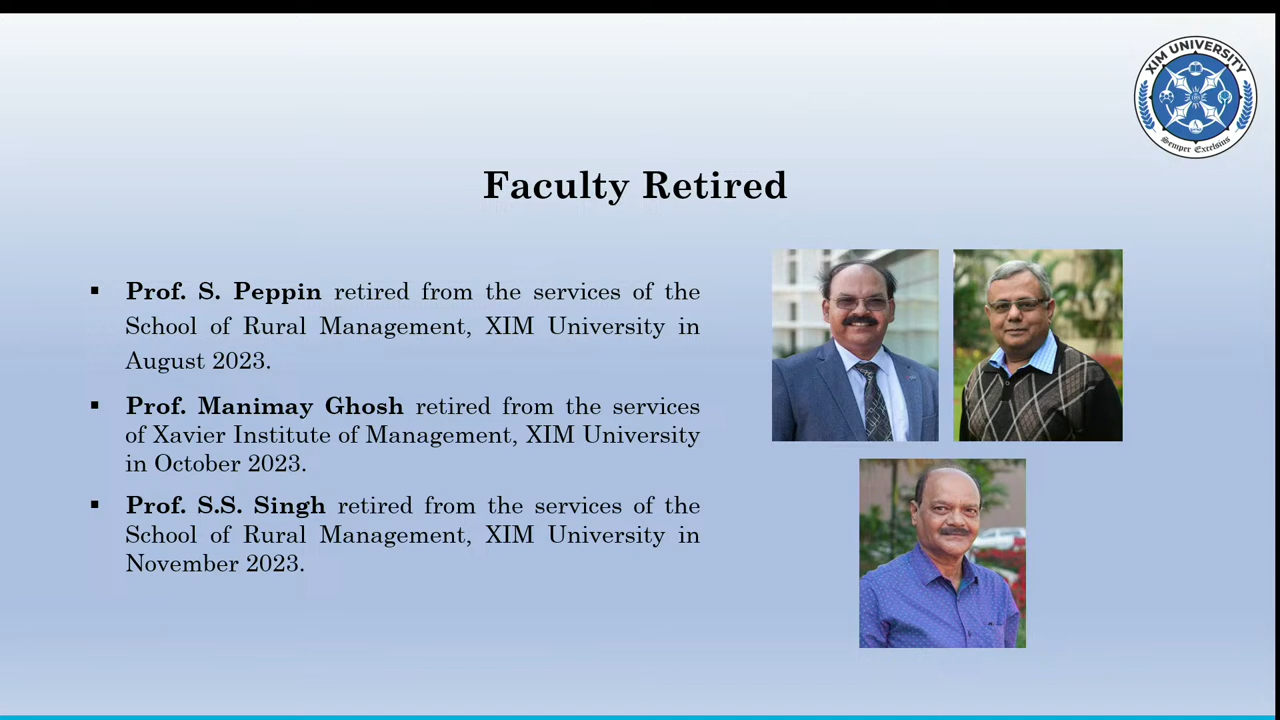 XIM UNIVERSITY
Semper Excelsius
Faculty Retired
▪ Prof. S. Peppin retired from the services of the
School of Rural Management, XIM University in
August 2023.
▪ Prof. Manimay Ghosh retired from the services
of Xavier Institute of Management, XIM University
in October 2023.
▪ Prof. S.S. Singh retired from the services of the
School of Rural Management, XIM University in
November 2023.